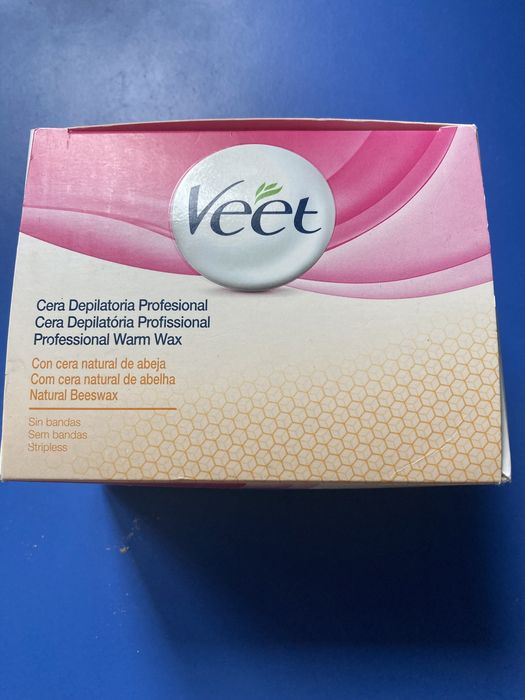 Veet
Cera Depilatoria Profesional
Cera Depilatória Profissional
Professional Warm Wax
Con cera natural de abeja
Com cera natural de abelha
Natural Beeswax
Sin bandas
Sem bandas
Stripless